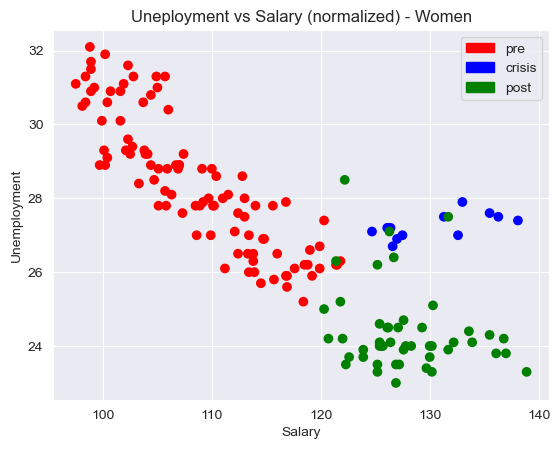 Uneployment vs Salary (normalized) - Women
32
30
28
26
24
Unemployment
pre
crisis
post
100
110
120
130
140
Salary